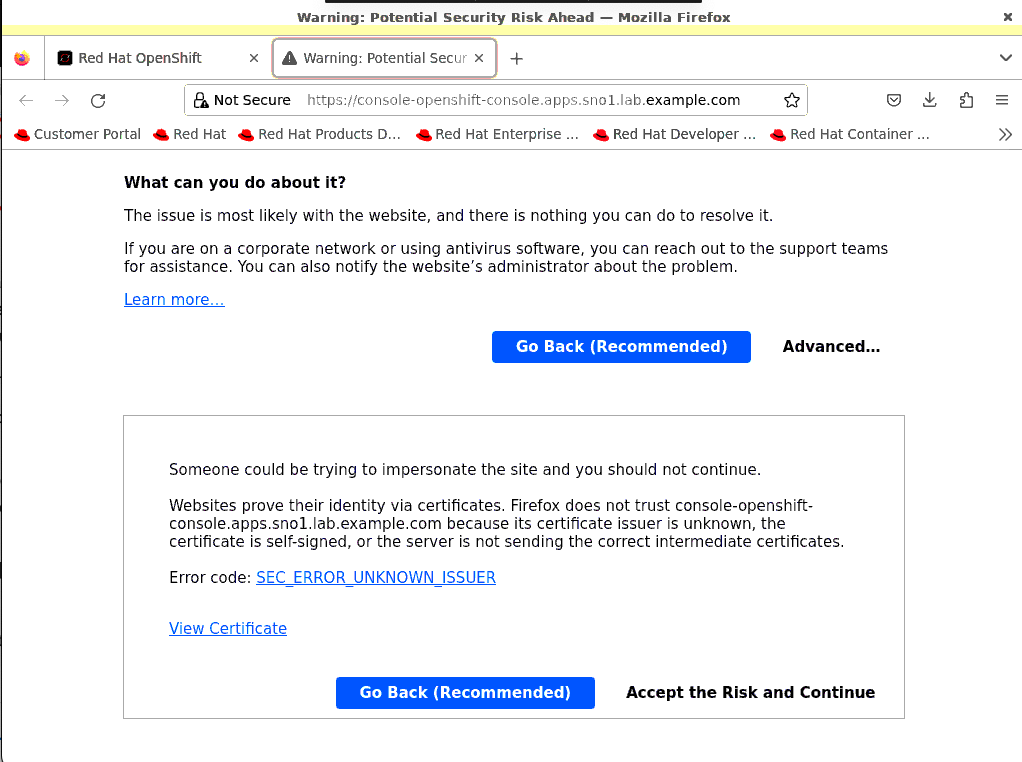 Warning: Potential Security Risk Ahead — Mozilla Firefox
Red Hat OpenShift
Warning: Potential Secur
Not Secure https://console-openshift-console.apps.sno1.lab.example.com
Customer Portal Red Hat Red Hat Products D... Red Hat Enterprise ... Red Hat Developer ... Red Hat Container ...
What can you do about it?
The issue is most likely with the website, and there is nothing you can do to resolve it.
If you are on a corporate network or using antivirus software, you can reach out to the support teams
for assistance. You can also notify the website’s administrator about the problem.
Learn more…
Go Back (Recommended) Advanced…
Someone could be trying to impersonate the site and you should not continue.
Websites prove their identity via certificates. Firefox does not trust console-openshift-
console.apps.sno1.lab.example.com because its certificate issuer is unknown, the
certificate is self-signed, or the server is not sending the correct intermediate certificates.
Error code: SEC_ERROR_UNKNOWN_ISSUER
View Certificate
Go Back (Recommended) Accept the Risk and Continue